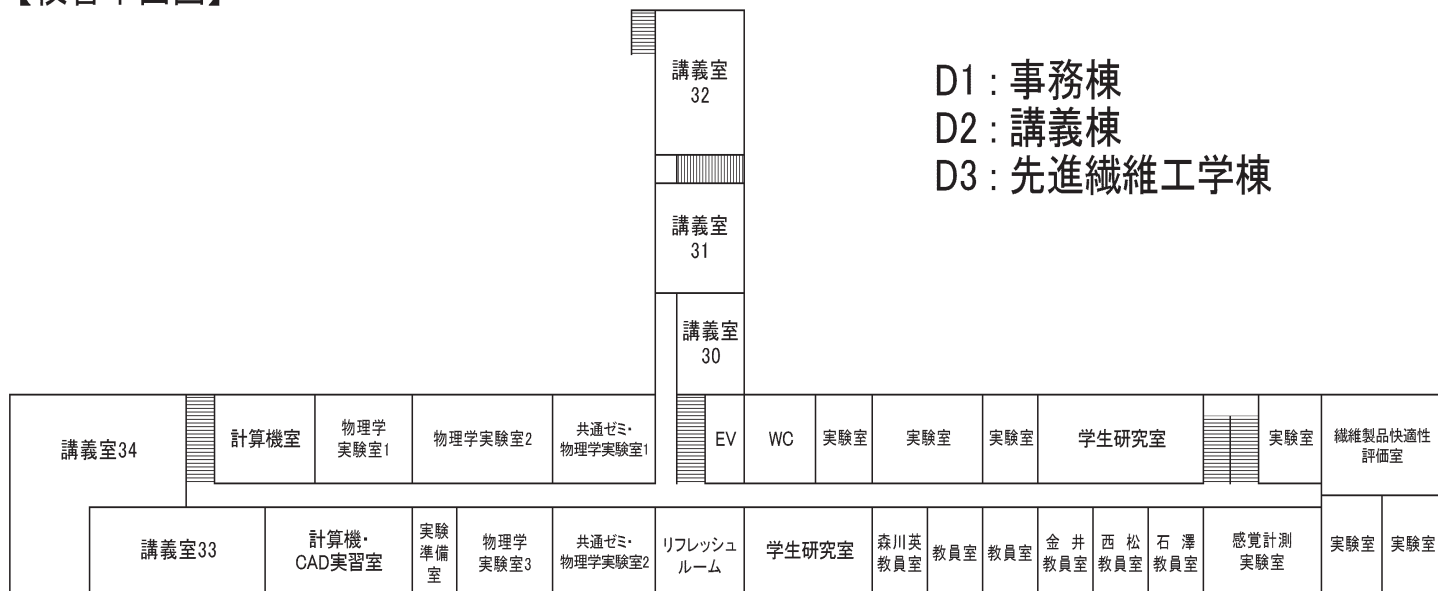 講義室
32
D1：事務棟
D2：講義棟
D3：先進繊維工学棟
講義室
31
講義室
30
講義室34
計算機室
物理学
実験室1
物理学実験室2
共通ゼミ・
物理学実験室1
EV
WC
実験室
実験室
実験室
学生研究室
実験室
繊維製品快適性
評価室
講義室33
計算機・
CAD実習室
実験
準備
室
物理学
実験室3
共通ゼミ・
物理学実験室2
リフレッシュ
ルーム
学生研究室
森川英
教員室
教員室
教員室
金井
教員室
西松
教員室
石澤
教員室
感覚計測
実験室
実験室
実験室